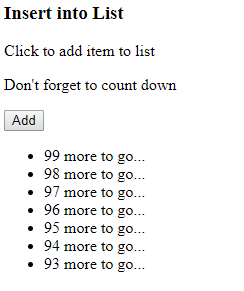 Insert into List
Click to add item to list
Don't forget to count down
Add
99 more to go...
98 more to go...
97 more to go...
96 more to go...
95 more to go...
94 more to go...
93 more to go...